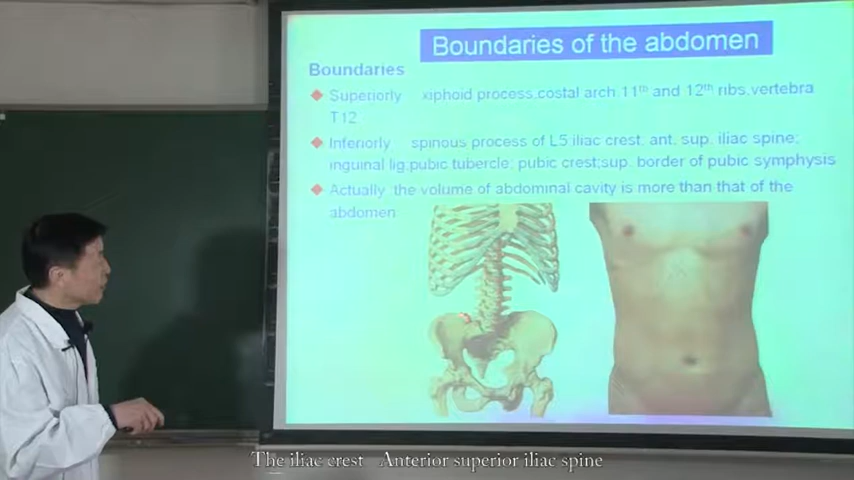 Boundaries of the abdomen
Boundaries
Superiorly xiphoid process,costal arch 11th and 12th ribs,vertebra
T12
Inferiorly spinous process of L5 iliac crest, ant. sup. iliac spine;
inguinal lig,pubic tubercle; pubic crest;sup. border of pubic symphysis
Actually the volume of abdominal cavity is more than that of the
abdomen
The iliac crest Anterior superior iliac spine